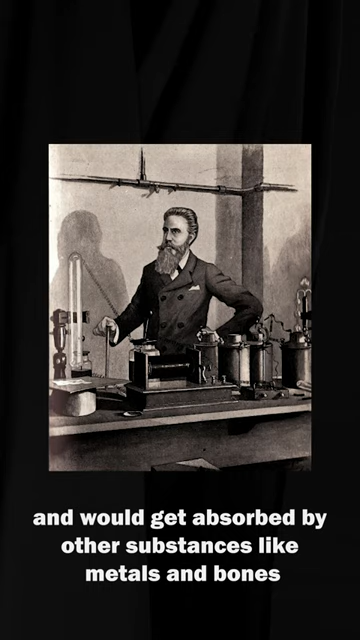 and would get absorbed by
other substances like
metals and bones